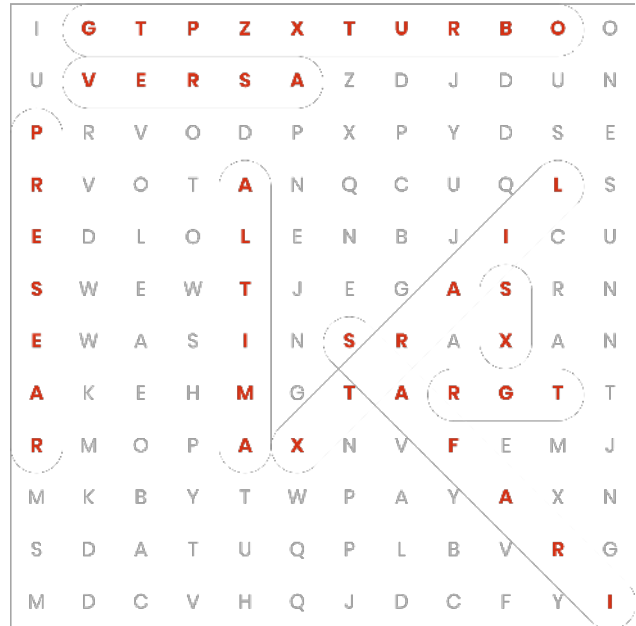 I G T P Z X T U R B O O
U V E R S A Z D J D U N
P R V O D P X P Y D S E
R V O T A N Q C U Q L S
E D L O L E N B J I C U
S W E W T J E G A S R N
E W A S I N S R A X A N
A K E H M G T A R G T T
R M O P A X N V F E M J
M K B Y T W P A Y A X N
S D A T U Q P L B V R G
M D C V H Q J D C F Y I